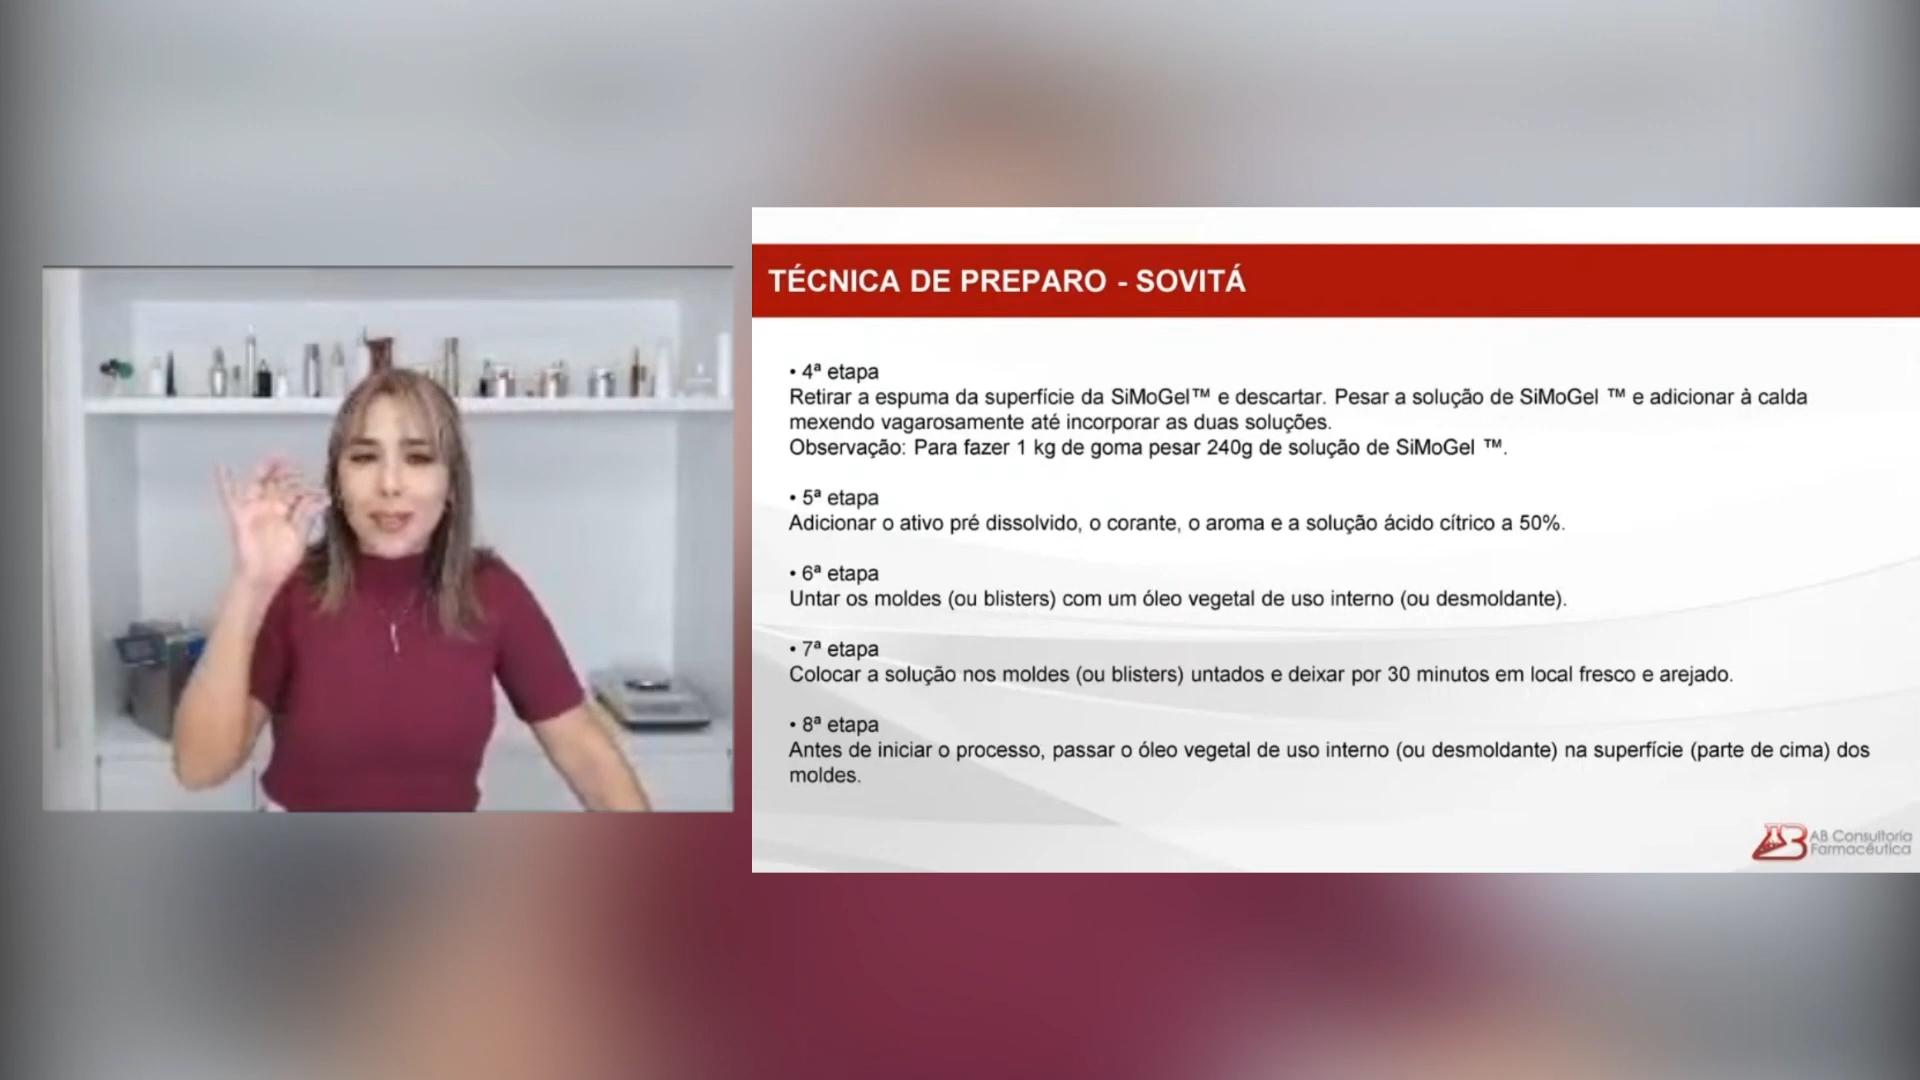 TÉCNICA DE PREPARO - SOVITÁ
• 4ª etapa
Retirar a espuma da superfície da SiMoGel™ e descartar. Pesar a solução de SiMoGel ™ e adicionar à calda
mexendo vagarosamente até incorporar as duas soluções.
Observação: Para fazer 1 kg de goma pesar 240g de solução de SiMoGel ™.
• 5ª etapa
Adicionar o ativo pré dissolvido, o corante, o aroma e a solução ácido cítrico a 50%.
• 6ª etapa
Untar os moldes (ou blisters) com um óleo vegetal de uso interno (ou desmoldante).
• 7ª etapa
Colocar a solução nos moldes (ou blisters) untados e deixar por 30 minutos em local fresco e arejado.
• 8ª etapa
Antes de iniciar o processo, passar o óleo vegetal de uso interno (ou desmoldante) na superfície (parte de cima) dos
moldes.
AB Consultoria
Farmacêutica